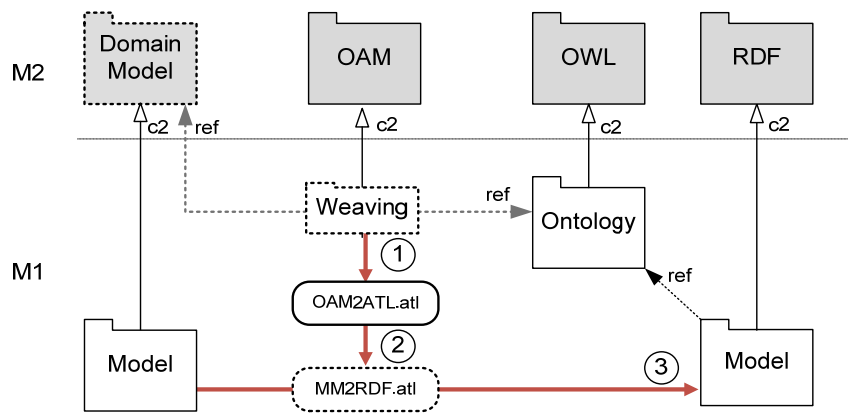 Domain
Model
OAM
OWL
RDF
M2
c2
ref
c2
c2
c2
Weaving
ref
Ontology
1
M1
ref
OAM2ATL.atl
2
Model
Model
3
MM2RDF.atl